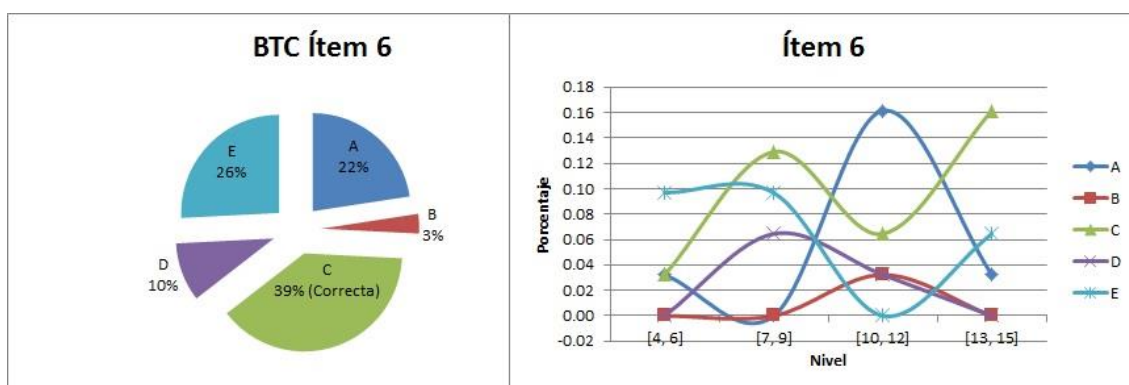 BTC Ítem 6
E
26%
A
22%
B
3%
D
10%
C
39% (Correcta)
Ítem 6
Porcentaje
0.18
0.16
0.14
0.12
0.10
0.08
0.06
0.04
0.02
0.00
-0.02
[4, 6]
[7, 9]
[10, 12]
[13, 15]
Nivel
A
B
C
D
E